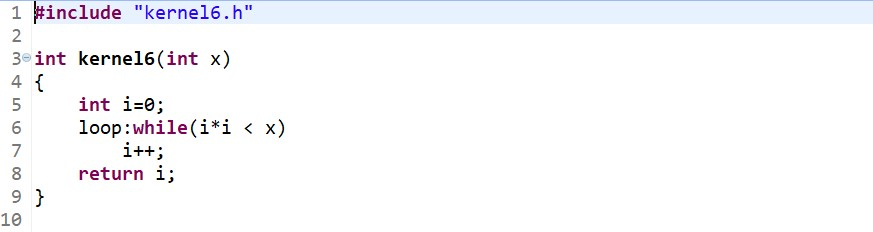 1 #include "kernel6.h"
2
3 int kernel6(int x)
4 {
5     int i=0;
6     loop:while(i*i < x)
7         i++;
8     return i;
9 }
10